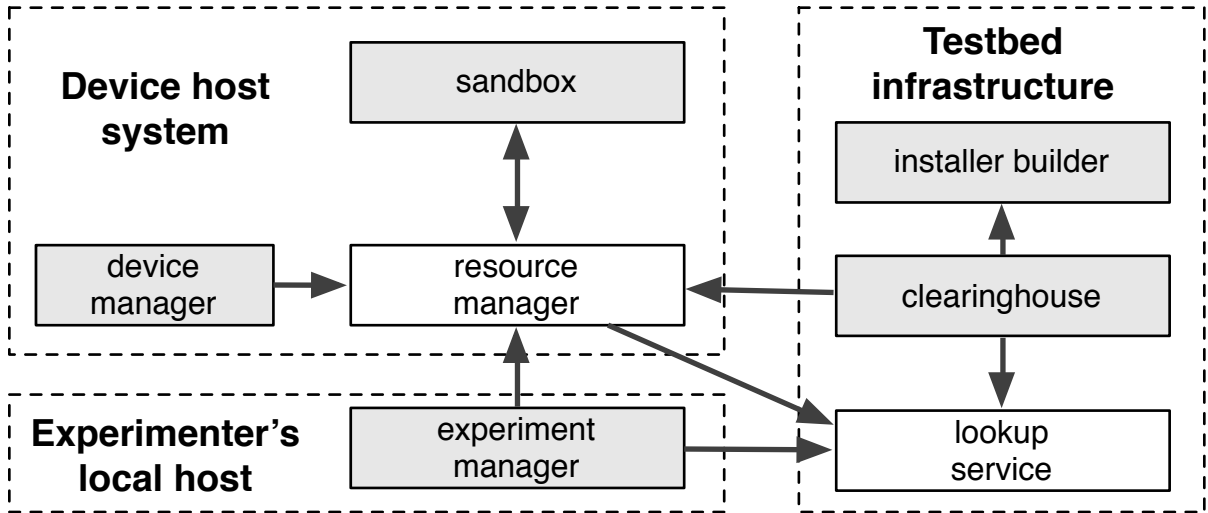 Device host
system
sandbox
device
manager
resource
manager
Experimenter's
local host
experiment
manager
Testbed
infrastructure
installer builder
clearinghouse
lookup
service